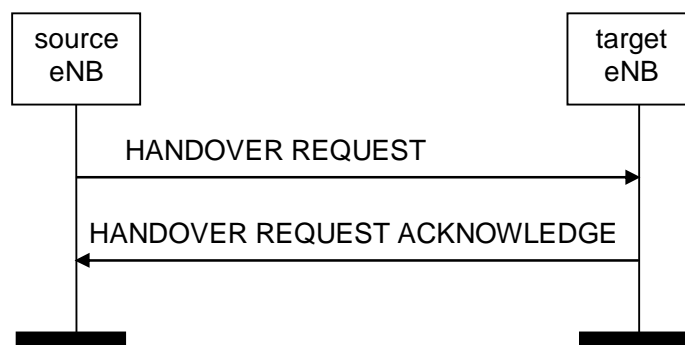 source
eNB
target
eNB
HANDOVER REQUEST
HANDOVER REQUEST ACKNOWLEDGE